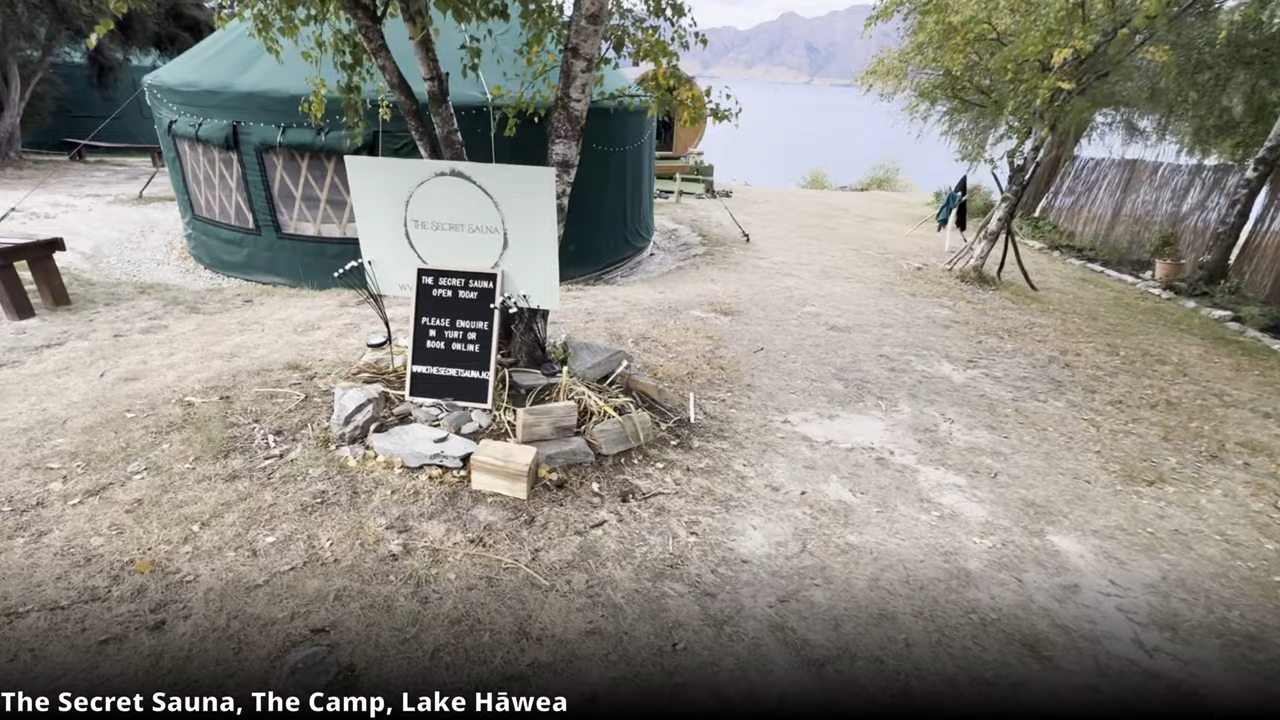 THE SECRET SAUNA
THE SECRET SAUNA
OPEN TODAY
PLEASE ENQUIRE
IN YURT OR
BOOK ONLINE
WWW.THESECRETSAUNA.NZ
The Secret Sauna, The Camp, Lake Hāwea